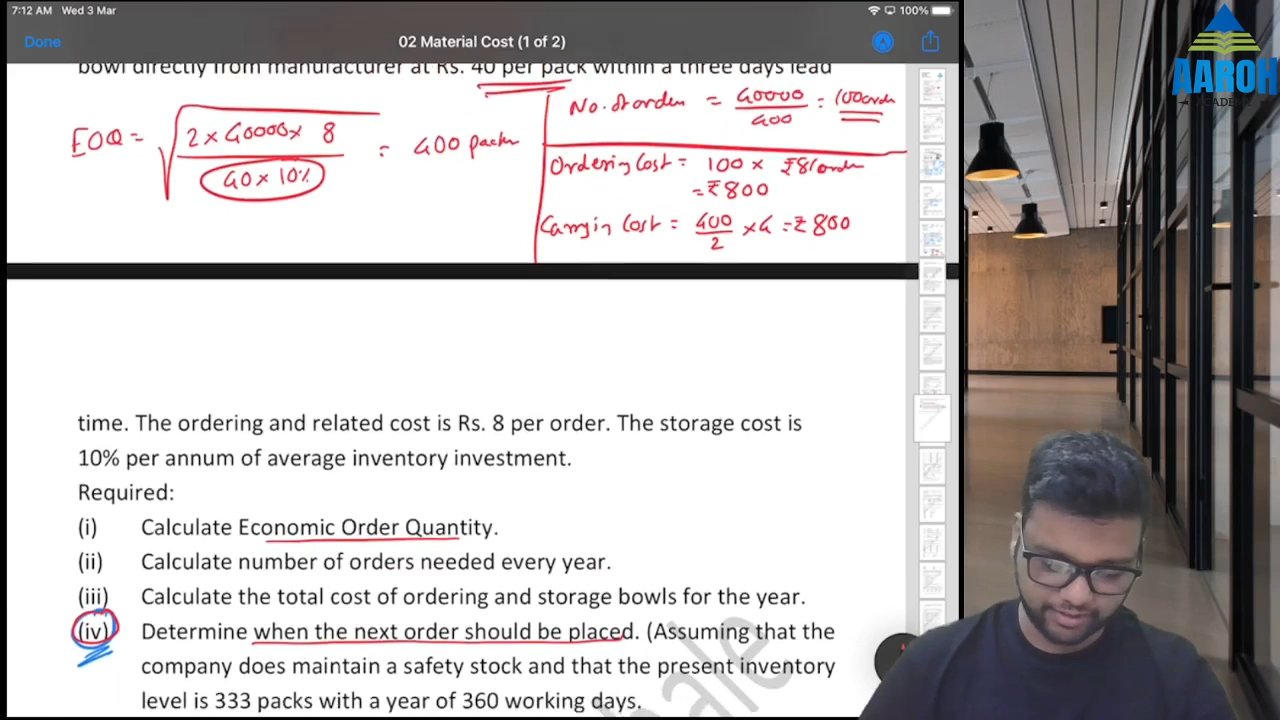 7:12 AM Wed 3 Mar
100%
Done
02 Material Cost (1 of 2)
AAROH
ACADEMY
bowl directly from manufacturer at Rs. 40 per pack within a three days lead
EOQ = √ 2 × 40000 × 8 / 40 × 10% = 400 packs
No. of order = 40000 / 400 = 100 order
Ordering Cost = 100 × ₹8/order
= ₹800
Carryin Cost = 400 / 2 × 4 = ₹800
time. The ordering and related cost is Rs. 8 per order. The storage cost is
10% per annum of average inventory investment.
Required:
(i) Calculate Economic Order Quantity.
(ii) Calculate number of orders needed every year.
(iii) Calculate the total cost of ordering and storage bowls for the year.
(iv) Determine when the next order should be placed. (Assuming that the
company does maintain a safety stock and that the present inventory
level is 333 packs with a year of 360 working days.